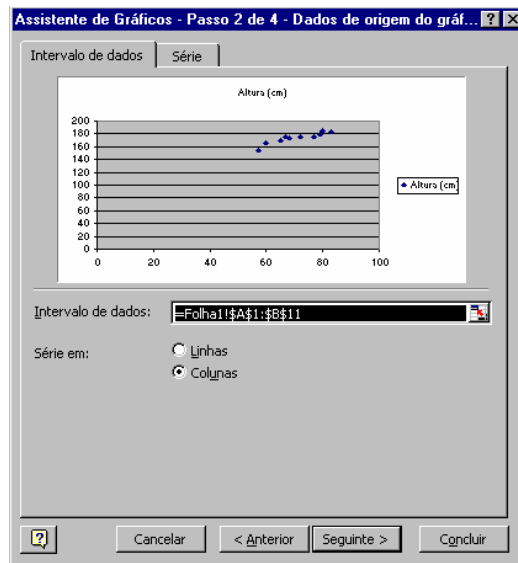 Assistente de Gráficos - Passo 2 de 4 - Dados de origem do gráf... ? ×
Intervalo de dados Série
Altura (cm)
200
180
160
140
120
100
80
60
40
20
0
0 20 40 60 80 100
Altura (cm)
Intervalo de dados: =Folha1!$A$1:$B$11
Série em: Linhas
Colunas
? Cancelar < Anterior Seguinte > Concluir